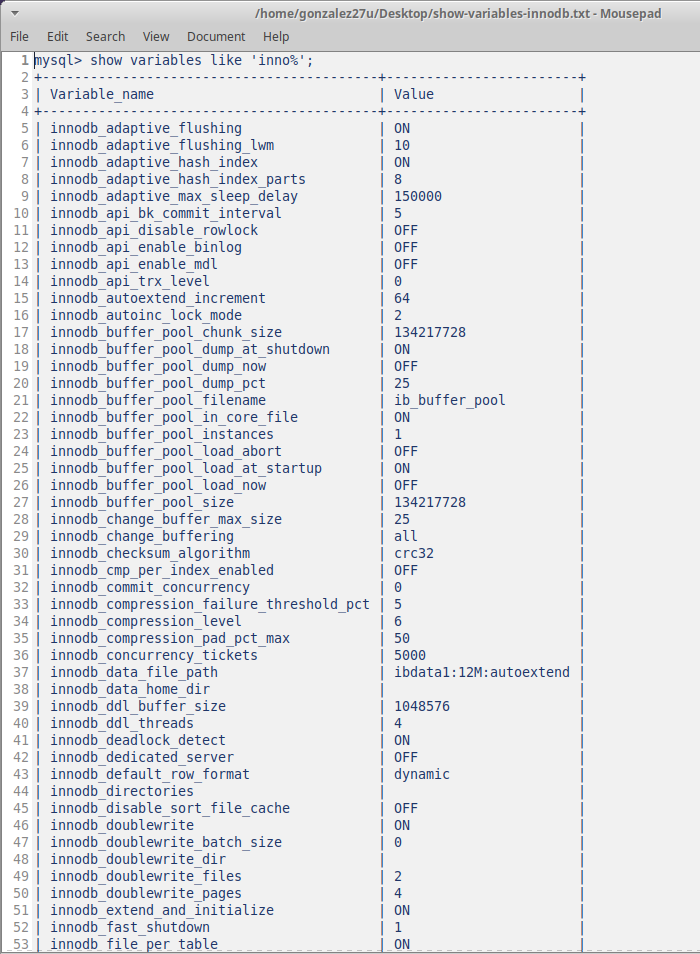 /home/gonzalez27u/Desktop/show-variables-innodb.txt - Mousepad
File Edit Search View Document Help
1 mysql> show variables like 'inno%';
2 +------------------------------------------+------------------------+
3 | Variable_name | Value |
4 +------------------------------------------+------------------------+
5 | innodb_adaptive_flushing | ON |
6 | innodb_adaptive_flushing_lwm | 10 |
7 | innodb_adaptive_hash_index | ON |
8 | innodb_adaptive_hash_index_parts | 8 |
9 | innodb_adaptive_max_sleep_delay | 150000 |
10 | innodb_api_bk_commit_interval | 5 |
11 | innodb_api_disable_rowlock | OFF |
12 | innodb_api_enable_binlog | OFF |
13 | innodb_api_enable_mdl | OFF |
14 | innodb_api_trx_level | 0 |
15 | innodb_autoextend_increment | 64 |
16 | innodb_autoinc_lock_mode | 2 |
17 | innodb_buffer_pool_chunk_size | 134217728 |
18 | innodb_buffer_pool_dump_at_shutdown | ON |
19 | innodb_buffer_pool_dump_now | OFF |
20 | innodb_buffer_pool_dump_pct | 25 |
21 | innodb_buffer_pool_filename | ib_buffer_pool |
22 | innodb_buffer_pool_in_core_file | ON |
23 | innodb_buffer_pool_instances | 1 |
24 | innodb_buffer_pool_load_abort | OFF |
25 | innodb_buffer_pool_load_at_startup | ON |
26 | innodb_buffer_pool_load_now | OFF |
27 | innodb_buffer_pool_size | 134217728 |
28 | innodb_change_buffer_max_size | 25 |
29 | innodb_change_buffering | all |
30 | innodb_checksum_algorithm | crc32 |
31 | innodb_cmp_per_index_enabled | OFF |
32 | innodb_commit_concurrency | 0 |
33 | innodb_compression_failure_threshold_pct | 5 |
34 | innodb_compression_level | 6 |
35 | innodb_compression_pad_pct_max | 50 |
36 | innodb_concurrency_tickets | 5000 |
37 | innodb_data_file_path | ibdata1:12M:autoextend |
38 | innodb_data_home_dir | |
39 | innodb_ddl_buffer_size | 1048576 |
40 | innodb_ddl_threads | 4 |
41 | innodb_deadlock_detect | ON |
42 | innodb_dedicated_server | OFF |
43 | innodb_default_row_format | dynamic |
44 | innodb_directories | |
45 | innodb_disable_sort_file_cache | OFF |
46 | innodb_doublewrite | ON |
47 | innodb_doublewrite_batch_size | 0 |
48 | innodb_doublewrite_dir | |
49 | innodb_doublewrite_files | 2 |
50 | innodb_doublewrite_pages | 4 |
51 | innodb_extend_and_initialize | ON |
52 | innodb_fast_shutdown | 1 |
53 | innodb_file_per_table | ON |